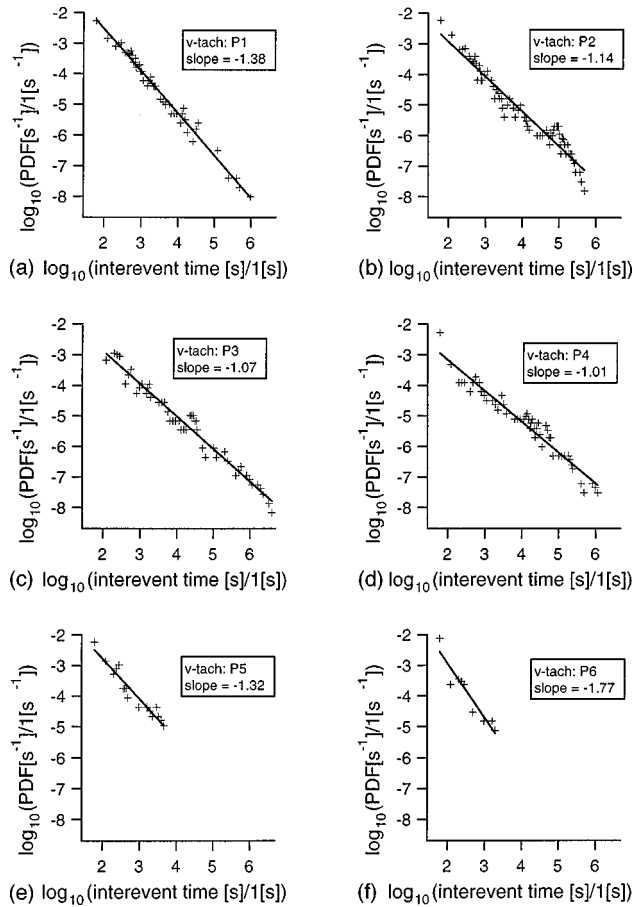 -2
-3
-4
-5
-6
-7
-8
log10(PDF[s-1]/1[s-1])
v-tach: P1
slope = -1.38
2 3 4 5 6
(a) log10(interevent time [s]/1[s])
-2
-3
-4
-5
-6
-7
-8
log10(PDF[s-1]/1[s-1])
v-tach: P2
slope = -1.14
2 3 4 5 6
(b) log10(interevent time [s]/1[s])
-2
-3
-4
-5
-6
-7
-8
log10(PDF[s-1]/1[s-1])
v-tach: P3
slope = -1.07
2 3 4 5 6
(c) log10(interevent time [s]/1[s])
-2
-3
-4
-5
-6
-7
-8
log10(PDF[s-1]/1[s-1])
v-tach: P4
slope = -1.01
2 3 4 5 6
(d) log10(interevent time [s]/1[s])
-2
-3
-4
-5
-6
-7
-8
log10(PDF[s-1]/1[s-1])
v-tach: P5
slope = -1.32
2 3 4 5 6
(e) log10(interevent time [s]/1[s])
-2
-3
-4
-5
-6
-7
-8
log10(PDF[s-1]/1[s-1])
v-tach: P6
slope = -1.77
2 3 4 5 6
(f) log10(interevent time [s]/1[s])